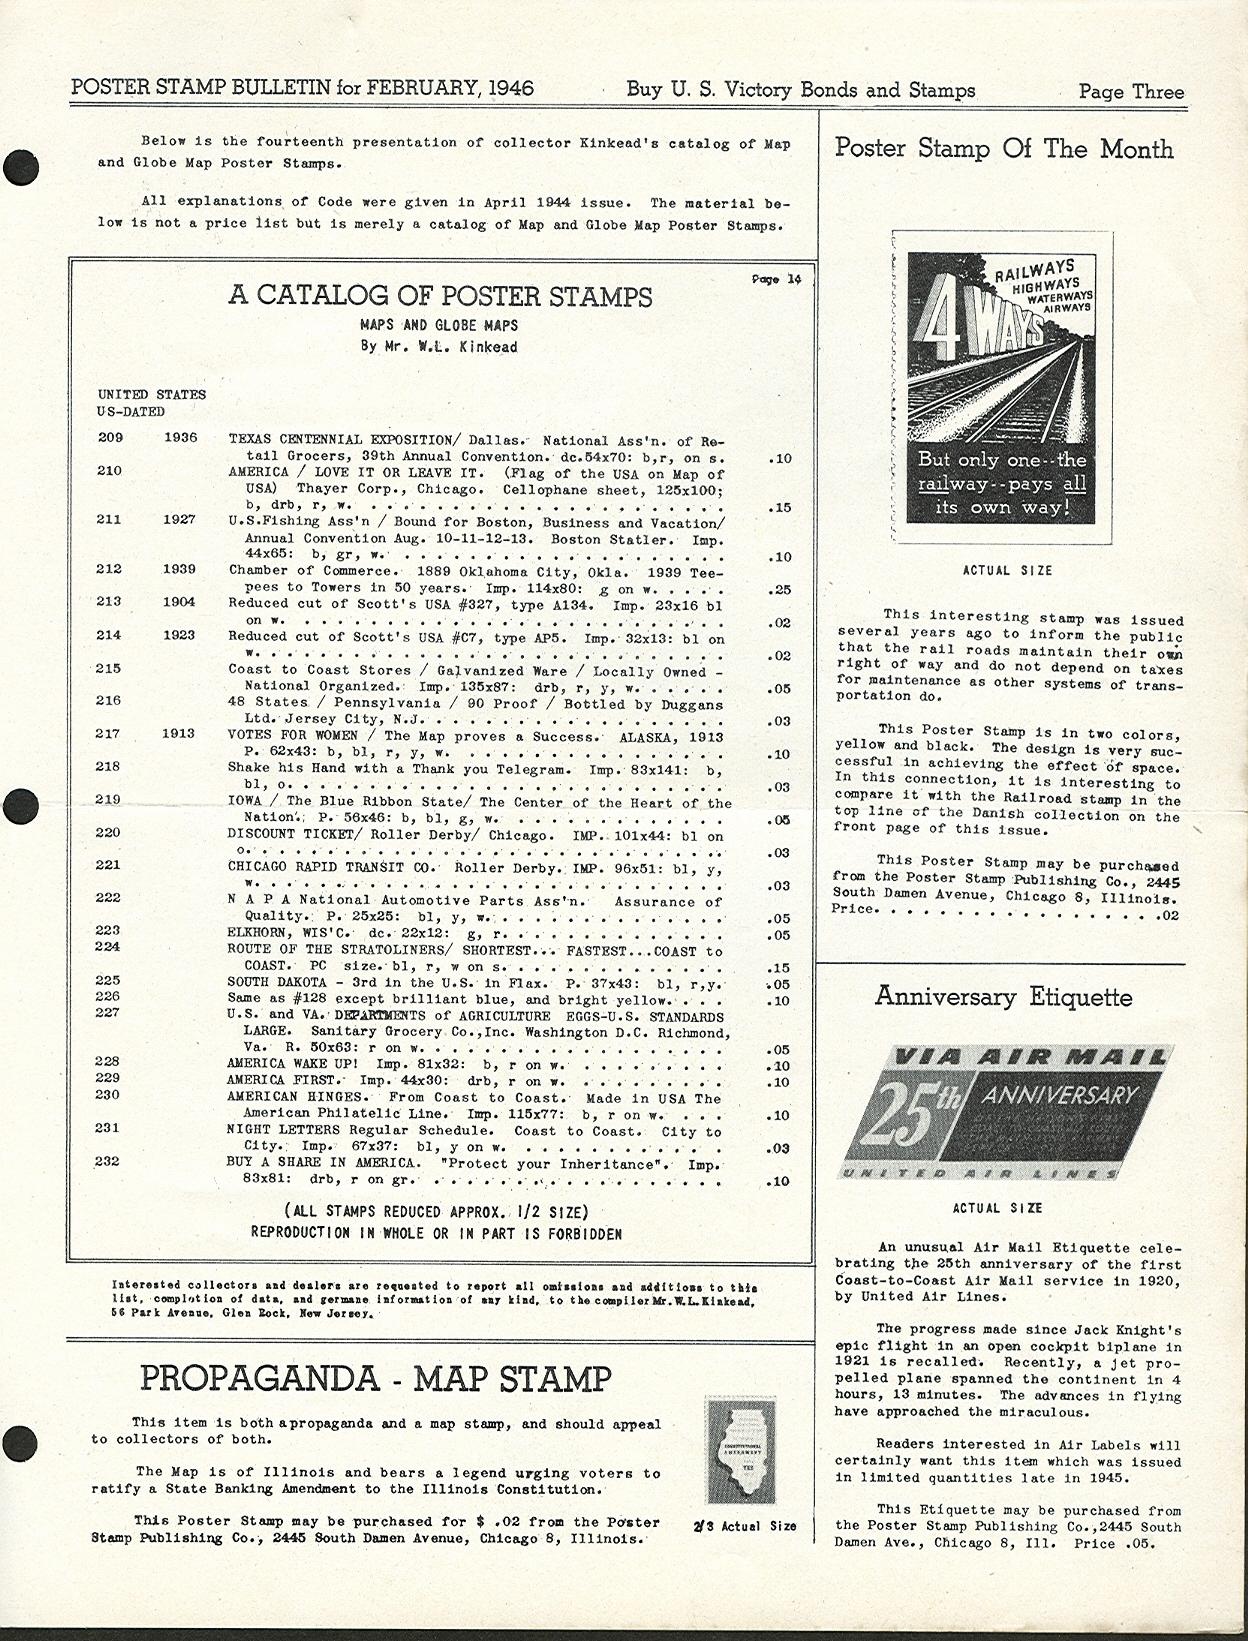 POSTER STAMP BULLETIN for FEBRUARY, 1946 Buy U. S. Victory Bonds and Stamps Page Three
Below is the fourteenth presentation of collector Kinkead's catalog of Map
and Globe Map Poster Stamps.
All explanations of Code were given in April 1944 issue. The material be-
low is not a price list but is merely a catalog of Map and Globe Map Poster Stamps.
Page 14
A CATALOG OF POSTER STAMPS
MAPS AND GLOBE MAPS
By Mr. W.L. Kinkead
UNITED STATES
US-DATED
209 1936 TEXAS CENTENNIAL EXPOSITION/ Dallas. National Ass'n. of Re-
tail Grocers, 39th Annual Convention. dc.54x70: b,r, on s. .10
210 AMERICA / LOVE IT OR LEAVE IT. (Flag of the USA on Map of
USA) Thayer Corp., Chicago. Cellophane sheet, 125x100;
b, drb, r, w. . . . . . . . . . . . . . . . . . . . .15
211 1927 U.S.Fishing Ass'n / Bound for Boston, Business and Vacation/
Annual Convention Aug. 10-11-12-13. Boston Statler. Imp.
44x65: b, gr, w. . . . . . . . . . . . . . . . . . . .10
212 1939 Chamber of Commerce. 1889 Oklahoma City, Okla. 1939 Tee-
pees to Towers in 50 years. Imp. 114x80: g on w. . . . . .25
213 1904 Reduced cut of Scott's USA #327, type A134. Imp. 23x16 bl
on w. . . . . . . . . . . . . . . . . . . . . . . . .02
214 1923 Reduced cut of Scott's USA #C7, type AP5. Imp. 32x13: bl on
w. . . . . . . . . . . . . . . . . . . . . . . . . . .02
215 Coast to Coast Stores / Galvanized Ware / Locally Owned -
National Organized. Imp. 135x87: drb, r, y, w. . . . . . .05
216 48 States / Pennsylvania / 90 Proof / Bottled by Duggans
Ltd. Jersey City, N.J. . . . . . . . . . . . . . . . . .03
217 1913 VOTES FOR WOMEN / The Map proves a Success. ALASKA, 1913
P. 62x43: b, bl, r, y, w. . . . . . . . . . . . . . . .10
218 Shake his Hand with a Thank you Telegram. Imp. 83x141: b,
bl, o. . . . . . . . . . . . . . . . . . . . . . . . .03
219 IOWA / The Blue Ribbon State/ The Center of the Heart of the
Nation. P. 56x46: b, bl, g, w. . . . . . . . . . . . . .05
220 DISCOUNT TICKET/ Roller Derby/ Chicago. IMP. 101x44: bl on
o. . . . . . . . . . . . . . . . . . . . . . . . . . .03
221 CHICAGO RAPID TRANSIT CO. Roller Derby. IMP. 96x51: bl, y,
w. . . . . . . . . . . . . . . . . . . . . . . . . . .03
222 N A P A National Automotive Parts Ass'n. Assurance of
Quality. P. 25x25: bl, y, w. . . . . . . . . . . . . . .05
223 ELKHORN, WIS'C. dc. 22x12: g, r. . . . . . . . . . . . .05
224 ROUTE OF THE STRATOLINERS/ SHORTEST... FASTEST...COAST to
COAST. PC size. bl, r, w on s. . . . . . . . . . . . . .15
225 SOUTH DAKOTA - 3rd in the U.S. in Flax. P. 37x43: bl, r,y. .05
226 Same as #128 except brilliant blue, and bright yellow. . . . .10
227 U.S. and VA. DEPARTMENTS of AGRICULTURE EGGS-U.S. STANDARDS
LARGE. Sanitary Grocery Co.,Inc. Washington D.C. Richmond,
Va. R. 50x63: r on w. . . . . . . . . . . . . . . . . .05
228 AMERICA WAKE UP! Imp. 81x32: b, r on w. . . . . . . . . .10
229 AMERICA FIRST. Imp. 44x30: drb, r on w. . . . . . . . . .10
230 AMERICAN HINGES. From Coast to Coast. Made in USA The
American Philatelic Line. Imp. 115x77: b, r on w. . . . .10
231 NIGHT LETTERS Regular Schedule. Coast to Coast. City to
City. Imp. 67x37: bl, y on w. . . . . . . . . . . . . .03
232 BUY A SHARE IN AMERICA. "Protect your Inheritance". Imp.
83x81: drb, r on gr. . . . . . . . . . . . . . . . . .10
(ALL STAMPS REDUCED APPROX. 1/2 SIZE)
REPRODUCTION IN WHOLE OR IN PART IS FORBIDDEN
Interested collectors and dealers are requested to report all omissions and additions to this
list, completion of data, and germane information of any kind, to the compiler Mr. W.L. Kinkead,
56 Park Avenue, Glen Rock, New Jersey.
PROPAGANDA - MAP STAMP
This item is both a propaganda and a map stamp, and should appeal
to collectors of both.
The Map is of Illinois and bears a legend urging voters to
ratify a State Banking Amendment to the Illinois Constitution.
This Poster Stamp may be purchased for $ .02 from the Poster
Stamp Publishing Co., 2445 South Damen Avenue, Chicago 8, Illinois.
CONSTITUTIONAL
AMENDMENT
YES
2/3 Actual Size
Poster Stamp Of The Month
4 WAYS
RAILWAYS
HIGHWAYS
WATERWAYS
AIRWAYS
But only one--the
railway--pays all
its own way!
ACTUAL SIZE
This interesting stamp was issued
several years ago to inform the public
that the rail roads maintain their own
right of way and do not depend on taxes
for maintenance as other systems of trans-
portation do.
This Poster Stamp is in two colors,
yellow and black. The design is very suc-
cessful in achieving the effect of space.
In this connection, it is interesting to
compare it with the Railroad stamp in the
top line of the Danish collection on the
front page of this issue.
This Poster Stamp may be purchased
from the Poster Stamp Publishing Co., 2445
South Damen Avenue, Chicago 8, Illinois.
Price. . . . . . . . . . . . . . . . . .02
Anniversary Etiquette
VIA AIR MAIL
25th ANNIVERSARY
UNITED AIR LINES
ACTUAL SIZE
An unusual Air Mail Etiquette cele-
brating the 25th anniversary of the first
Coast-to-Coast Air Mail service in 1920,
by United Air Lines.
The progress made since Jack Knight's
epic flight in an open cockpit biplane in
1921 is recalled. Recently, a jet pro-
pelled plane spanned the continent in 4
hours, 13 minutes. The advances in flying
have approached the miraculous.
Readers interested in Air Labels will
certainly want this item which was issued
in limited quantities late in 1945.
This Etiquette may be purchased from
the Poster Stamp Publishing Co.,2445 South
Damen Ave., Chicago 8, Ill. Price .05.